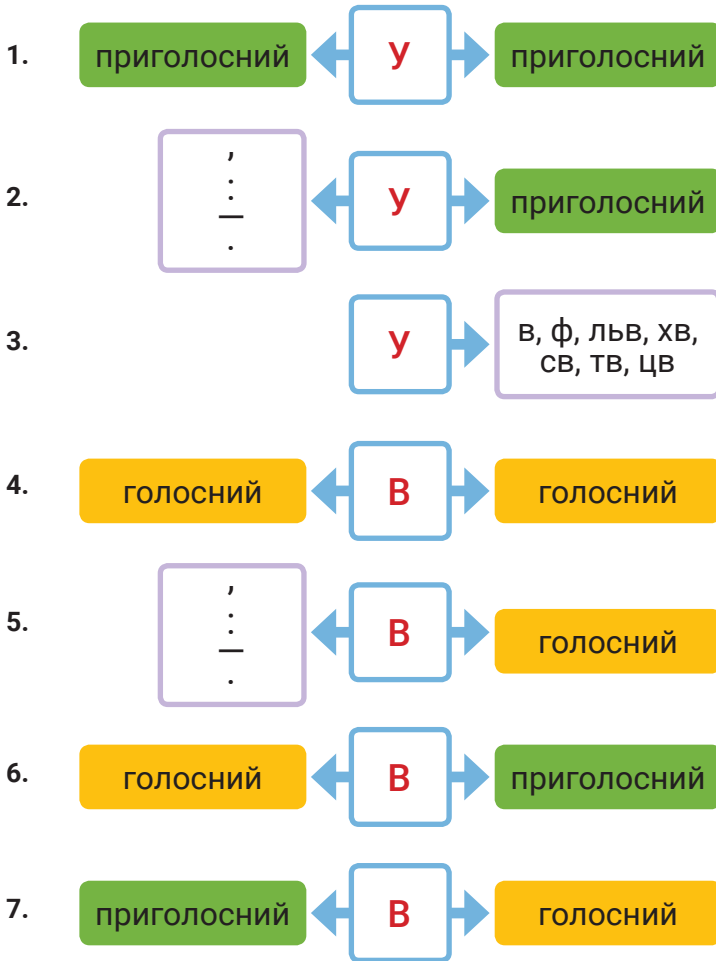 1. приголосний У приголосний
2. , : — . У приголосний
3. У в, ф, льв, хв,
св, тв, цв
4. голосний В голосний
5. , : — . В голосний
6. голосний В приголосний
7. приголосний В голосний